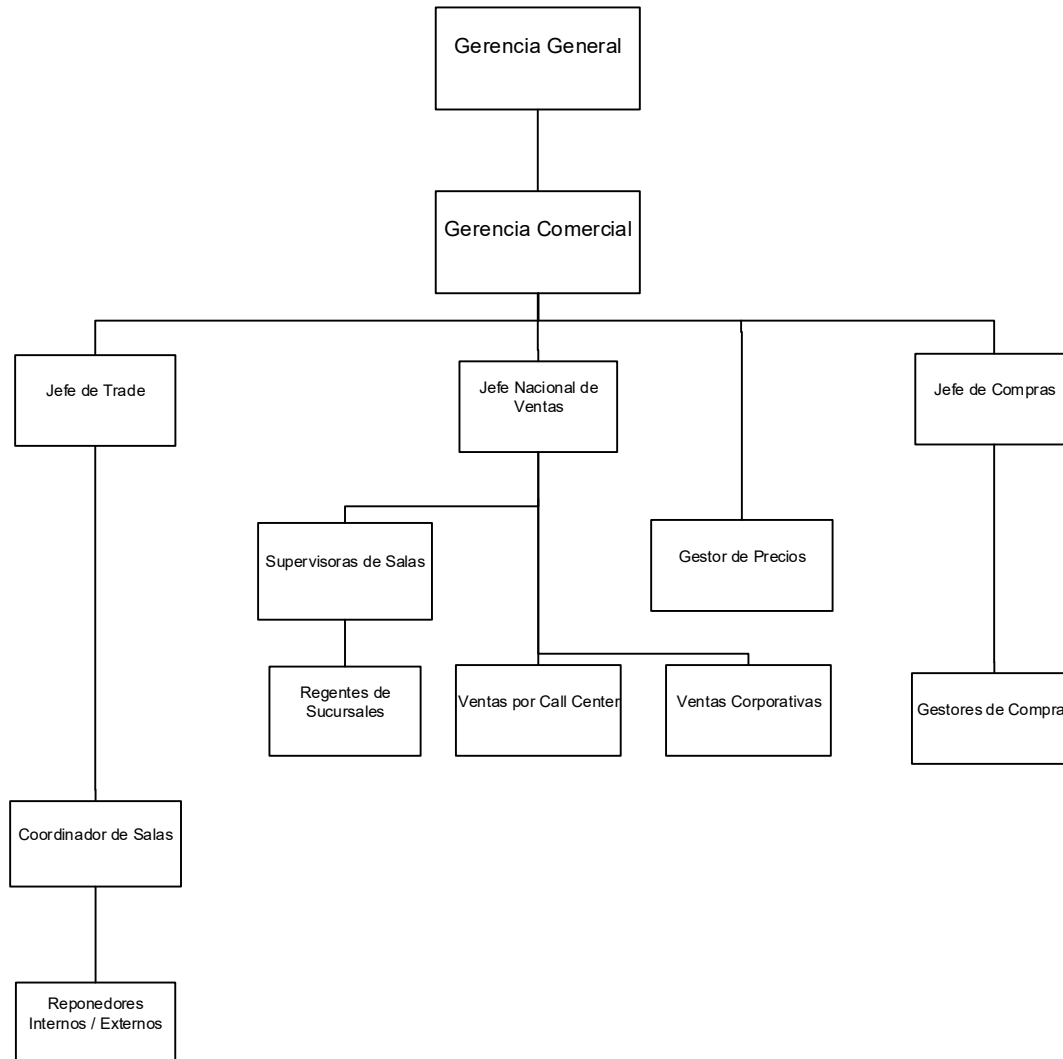 Gerencia General
Gerencia Comercial
Jefe de Trade
Jefe Nacional de
Ventas
Jefe de Compras
Supervisoras de Salas
Gestor de Precios
Regentes de
Sucursales
Ventas por Call Center
Ventas Corporativas
Gestores de Compra
Coordinador de Salas
Reponedores
Internos / Externos